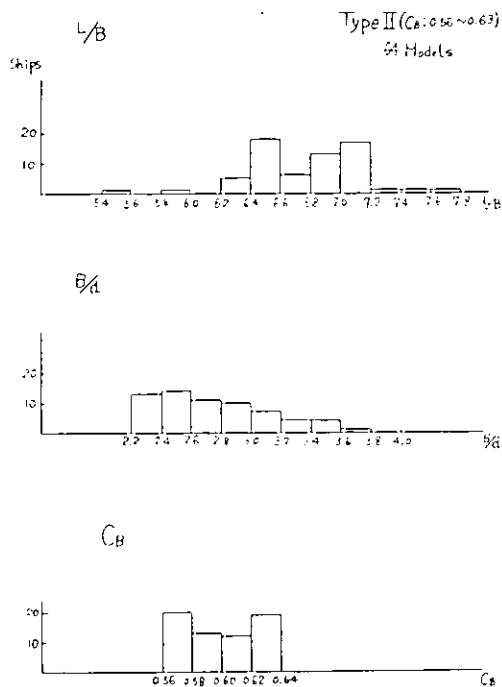 L/B
Type II (CB: 0.56~0.63)
64 Models
Ships
20
10
5.4 5.6 5.8 6.0 6.2 6.4 6.6 6.8 7.0 7.2 7.4 7.6 7.8 L/B
B/d
20
10
2.2 2.4 2.6 2.8 3.0 3.2 3.4 3.6 3.8 4.0 B/d
CB
20
10
0.56 0.58 0.60 0.62 0.64 CB